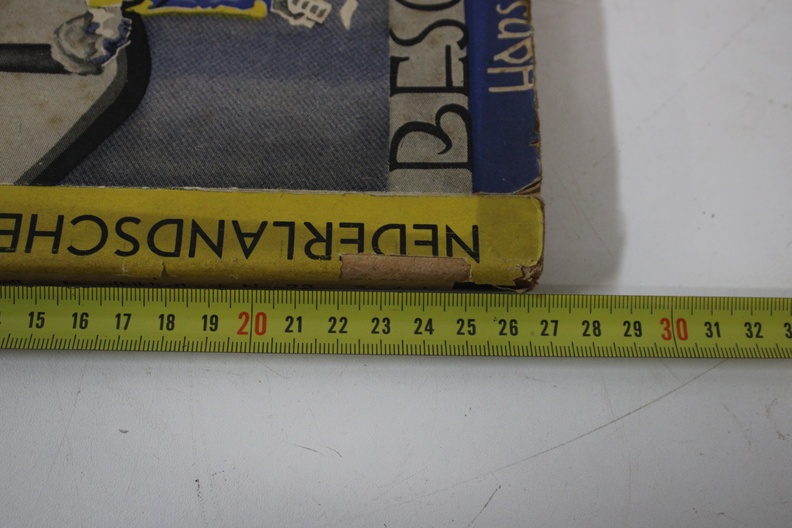 BESC
Hans
NEDERLANDSCHE
15 16 17 18 19 20 21 22 23 24 25 26 27 28 29 30 31 32